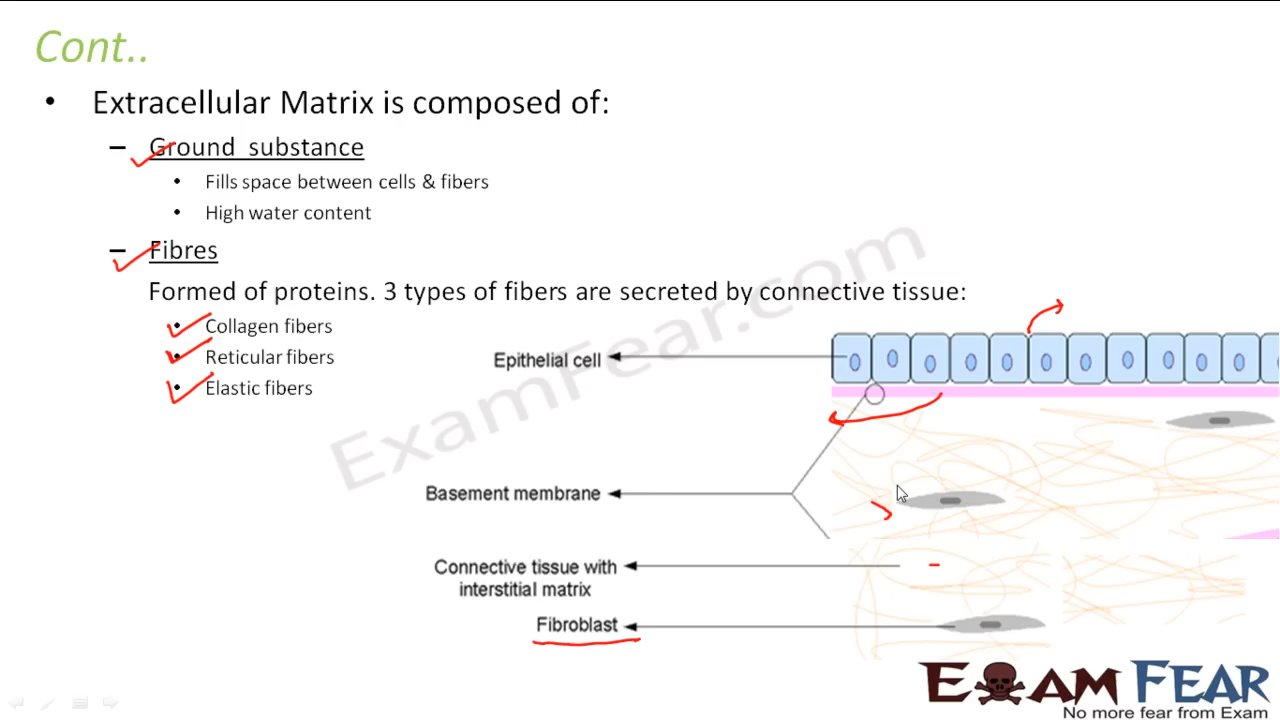 Cont..
• Extracellular Matrix is composed of:
– Ground substance
• Fills space between cells & fibers
• High water content
– Fibres
Formed of proteins. 3 types of fibers are secreted by connective tissue:
• Collagen fibers
• Reticular fibers
• Elastic fibers
ExamFear.com
Epithelial cell
Basement membrane
Connective tissue with
interstitial matrix
Fibroblast
EXAM FEAR
No more fear from Exam